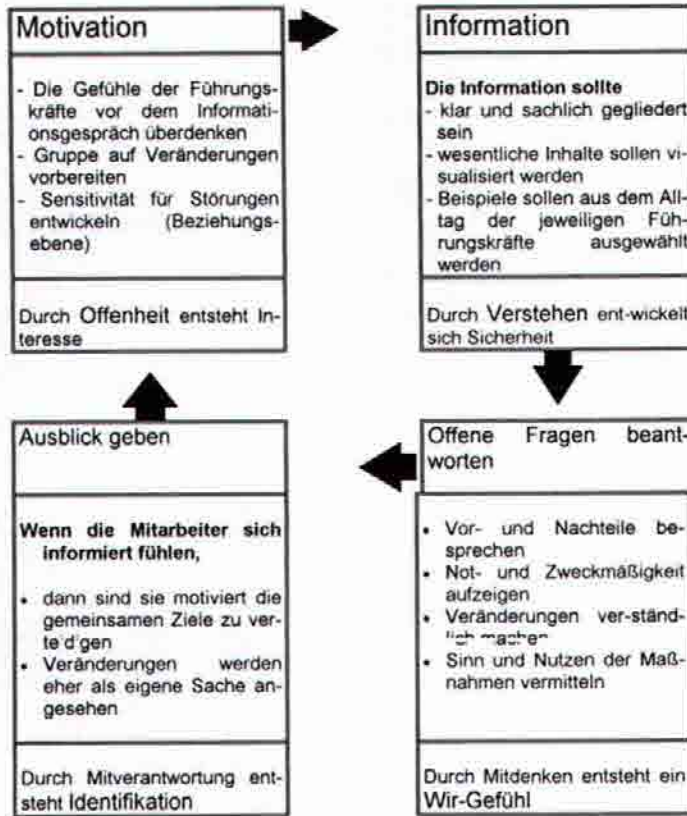 Motivation
- Die Gefühle der Führungs-
kräfte vor dem Informati-
onsgespräch überdenken
- Gruppe auf Veränderungen
vorbereiten
- Sensitivität für Störungen
entwickeln (Beziehungs-
ebene)
Durch Offenheit entsteht In-
teresse
Information
Die Information sollte
- klar und sachlich gegliedert
sein
- wesentliche Inhalte sollen vi-
sualisiert werden
- Beispiele sollen aus dem All-
tag der jeweiligen Füh-
rungskräfte ausgewählt
werden
Durch Verstehen ent-wickelt
sich Sicherheit
Offene Fragen beant-
worten
• Vor- und Nachteile be-
sprechen
• Not- und Zweckmäßigkeit
aufzeigen
• Veränderungen ver-ständ-
lich machen
• Sinn und Nutzen der Maß-
nahmen vermitteln
Durch Mitdenken entsteht ein
Wir-Gefühl
Ausblick geben
Wenn die Mitarbeiter sich
informiert fühlen,
• dann sind sie motiviert die
gemeinsamen Ziele zu ver-
teidigen
• Veränderungen werden
eher als eigene Sache an-
gesehen
Durch Mitverantwortung ent-
steht Identifikation